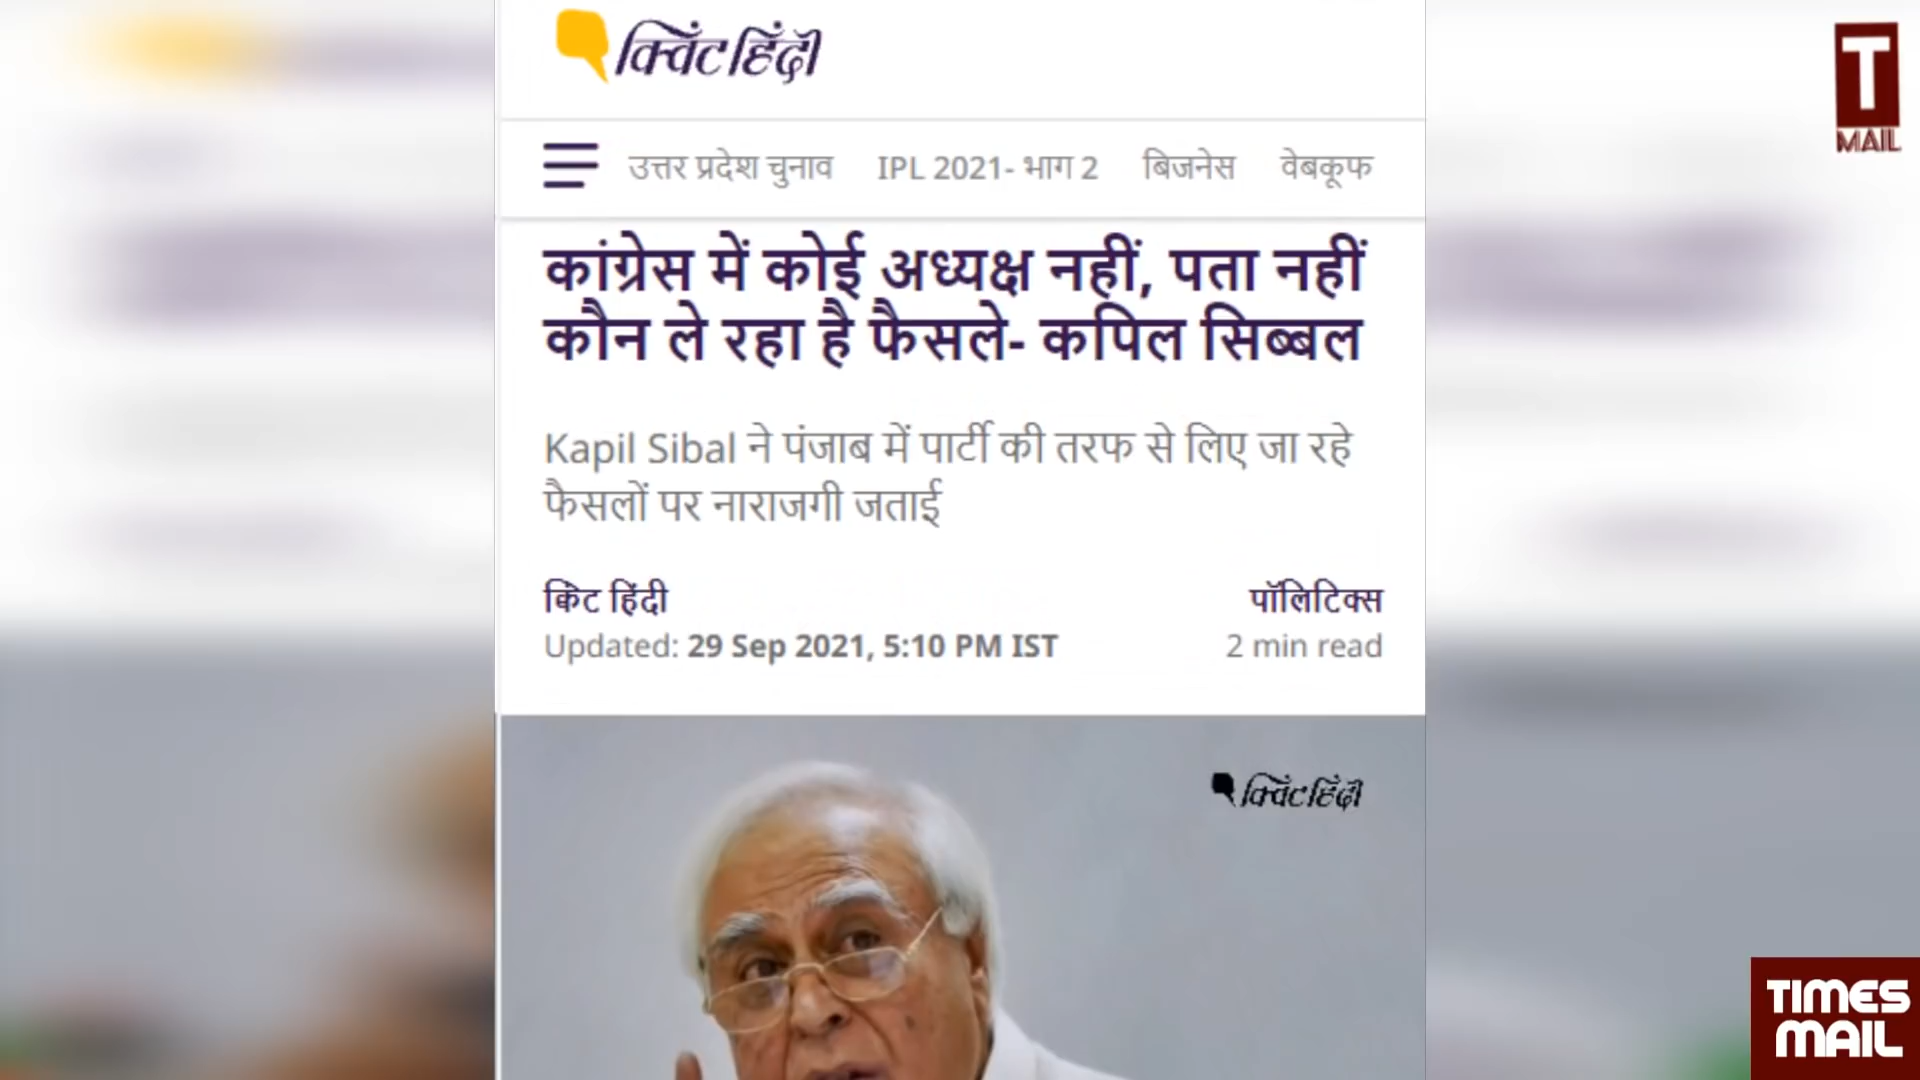 क्विंट हिंदी
T
MAIL
उत्तर प्रदेश चुनाव IPL 2021- भाग 2 बिजनेस वेबकूफ
कांग्रेस में कोई अध्यक्ष नहीं, पता नहीं
कौन ले रहा है फैसले- कपिल सिब्बल
Kapil Sibal ने पंजाब में पार्टी की तरफ से लिए जा रहे
फैसलों पर नाराजगी जताई
क्विंट हिंदी पॉलिटिक्स
Updated: 29 Sep 2021, 5:10 PM IST 2 min read
क्विंट हिंदी
TIMES
MAIL